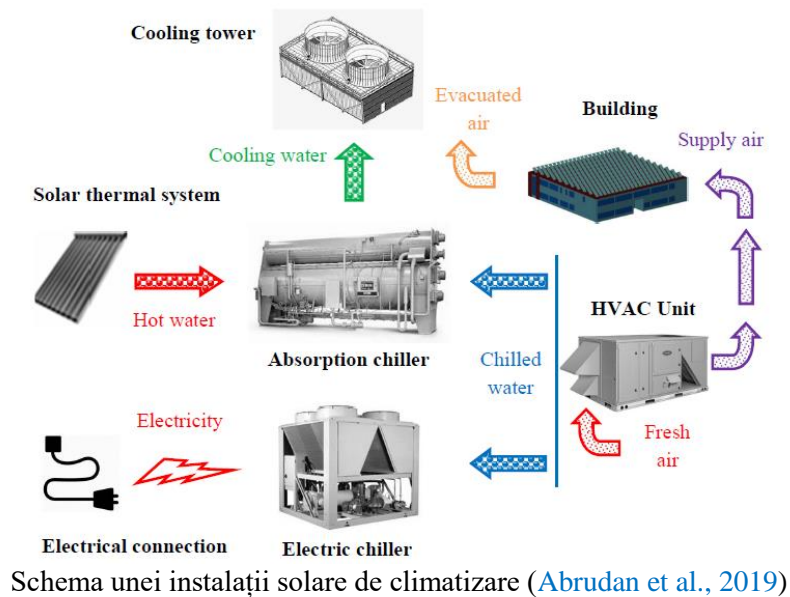 Cooling tower
Evacuated
air
Building
Supply air
Cooling water
Solar thermal system
HVAC Unit
Hot water
Absorption chiller
Chilled
water
Electricity
Fresh
air
Electrical connection
Electric chiller
Schema unei instalații solare de climatizare (Abrudan et al., 2019)